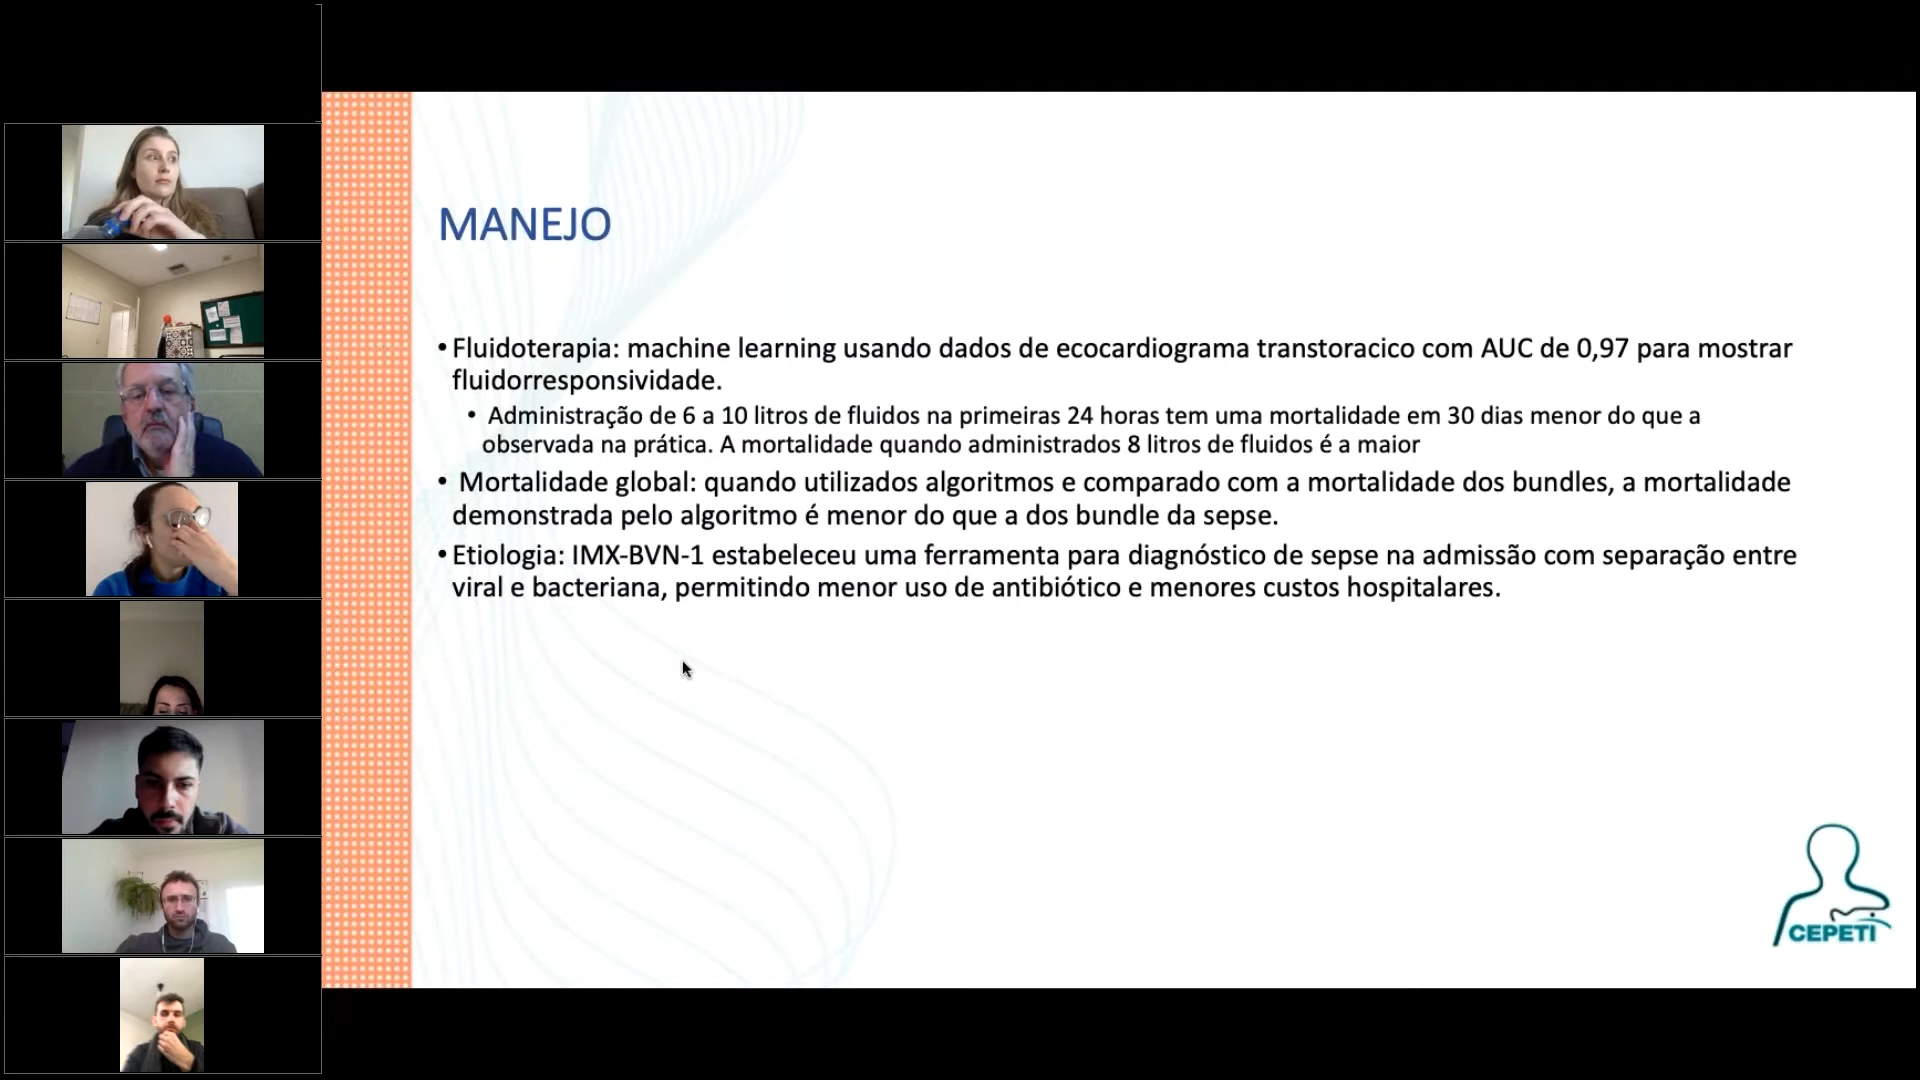 MANEJO
• Fluidoterapia: machine learning usando dados de ecocardiograma transtoracico com AUC de 0,97 para mostrar
fluidorresponsividade.
• Administração de 6 a 10 litros de fluidos na primeiras 24 horas tem uma mortalidade em 30 dias menor do que a
observada na prática. A mortalidade quando administrados 8 litros de fluidos é a maior
• Mortalidade global: quando utilizados algoritmos e comparado com a mortalidade dos bundles, a mortalidade
demonstrada pelo algoritmo é menor do que a dos bundle da sepse.
• Etiologia: IMX-BVN-1 estabeleceu uma ferramenta para diagnóstico de sepse na admissão com separação entre
viral e bacteriana, permitindo menor uso de antibiótico e menores custos hospitalares.
CEPETI